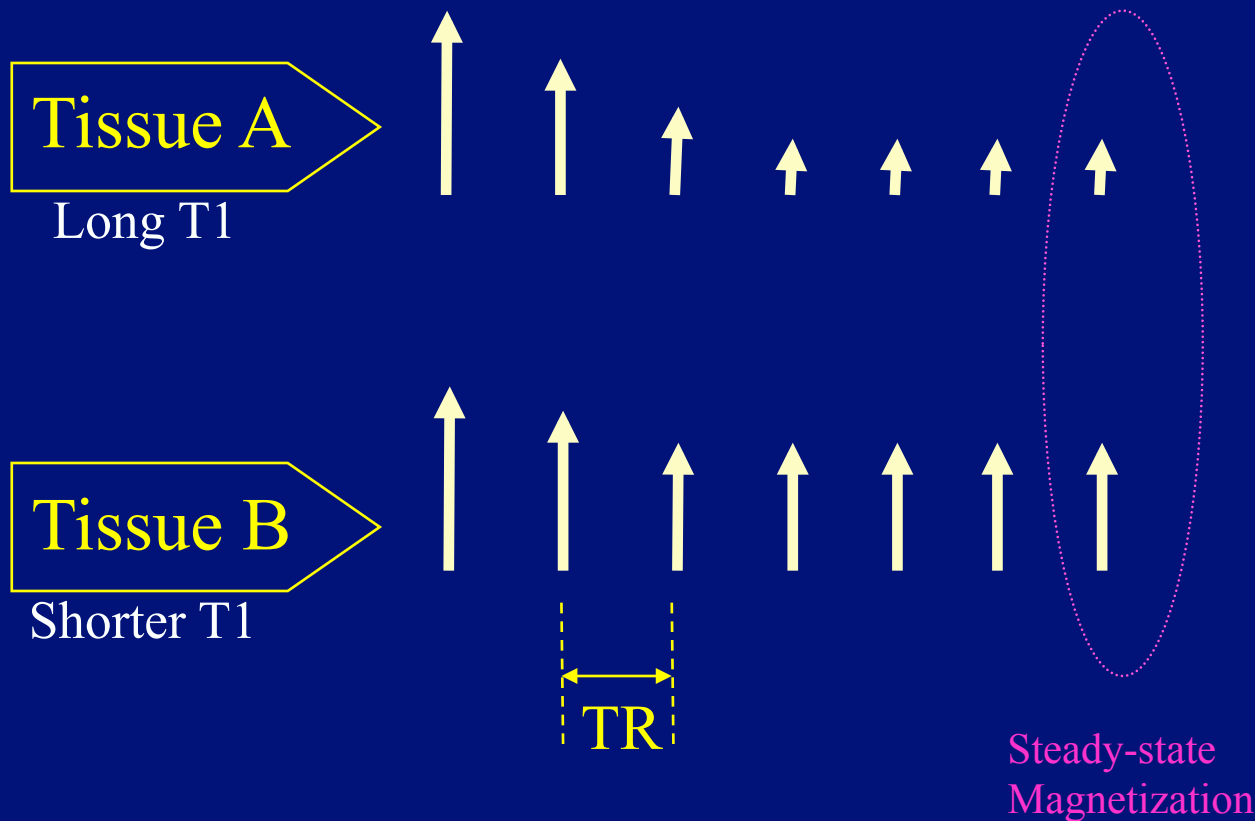 Tissue A
Long T1
Tissue B
Shorter T1
TR
Steady-state
Magnetization